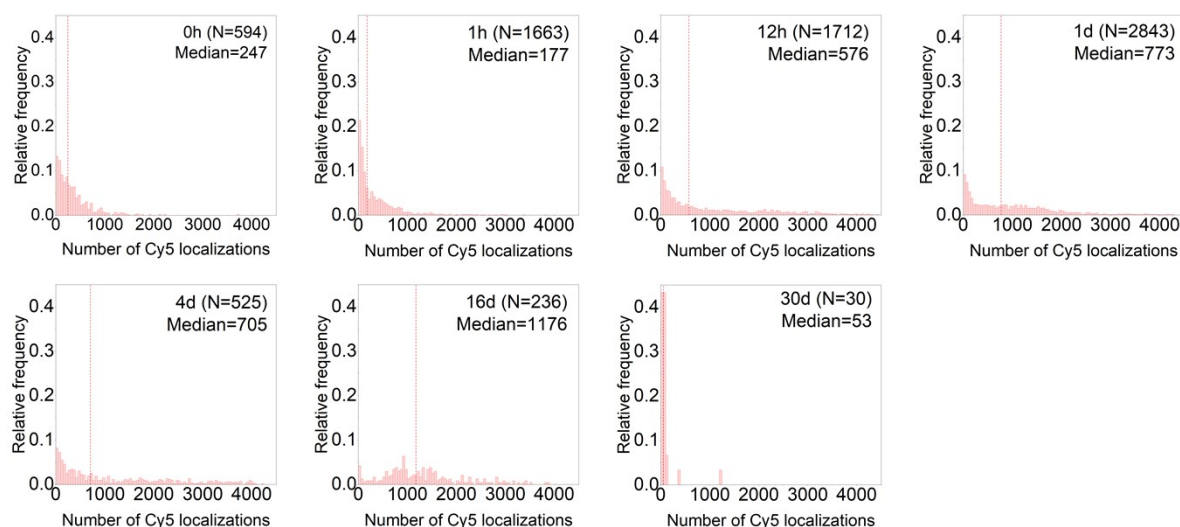 Relative frequency
0.4
0.3
0.2
0.1
0.0
0h (N=594)
Median=247
0 1000 2000 3000 4000
Number of Cy5 localizations
Relative frequency
0.4
0.3
0.2
0.1
0.0
1h (N=1663)
Median=177
0 1000 2000 3000 4000
Number of Cy5 localizations
Relative frequency
0.4
0.3
0.2
0.1
0.0
12h (N=1712)
Median=576
0 1000 2000 3000 4000
Number of Cy5 localizations
Relative frequency
0.4
0.3
0.2
0.1
0.0
1d (N=2843)
Median=773
0 1000 2000 3000 4000
Number of Cy5 localizations
Relative frequency
0.4
0.3
0.2
0.1
0.0
4d (N=525)
Median=705
0 1000 2000 3000 4000
Number of Cy5 localizations
Relative frequency
0.4
0.3
0.2
0.1
0.0
16d (N=236)
Median=1176
0 1000 2000 3000 4000
Number of Cy5 localizations
Relative frequency
0.4
0.3
0.2
0.1
0.0
30d (N=30)
Median=53
0 1000 2000 3000 4000
Number of Cy5 localizations